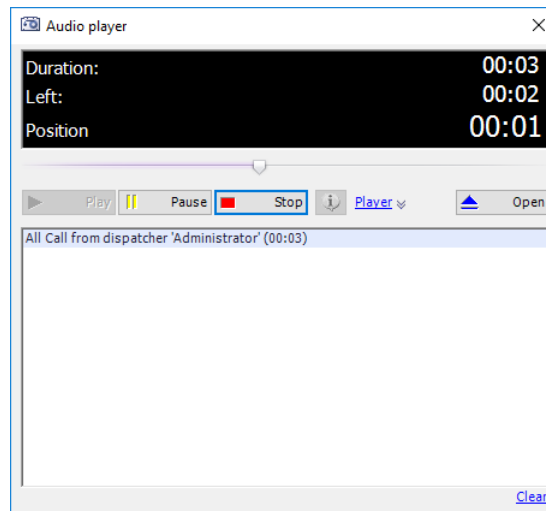 Audio player
Duration: 00:03
Left: 00:02
Position 00:01
Play Pause Stop Player Open
All Call from dispatcher 'Administrator' (00:03)
Clear